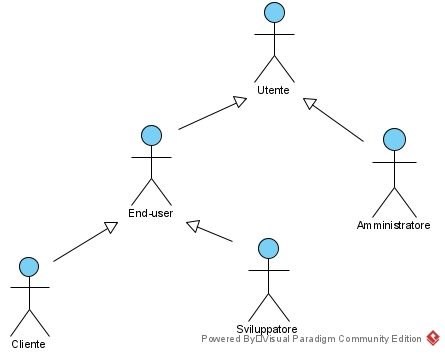 Utente
End-user
Amministratore
Sviluppatore
Cliente
Powered By Visual Paradigm Community Edition